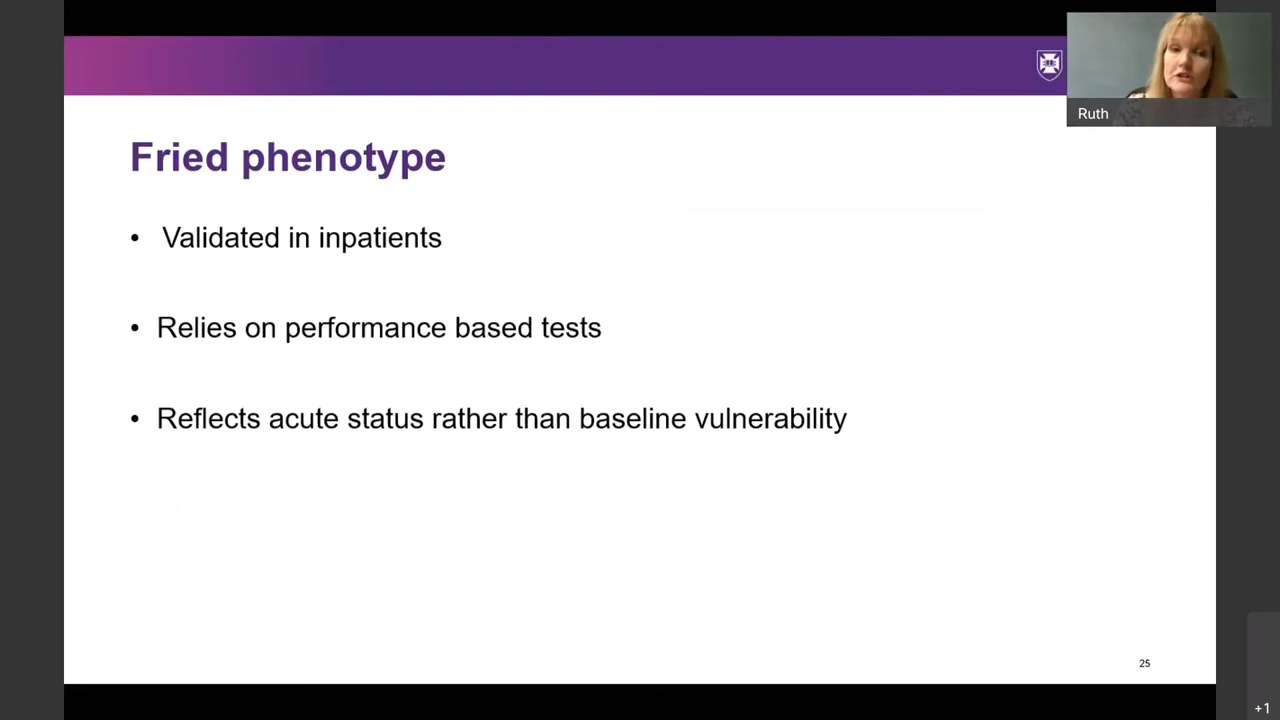 Ruth
Fried phenotype
• Validated in inpatients
• Relies on performance based tests
• Reflects acute status rather than baseline vulnerability
25
+1